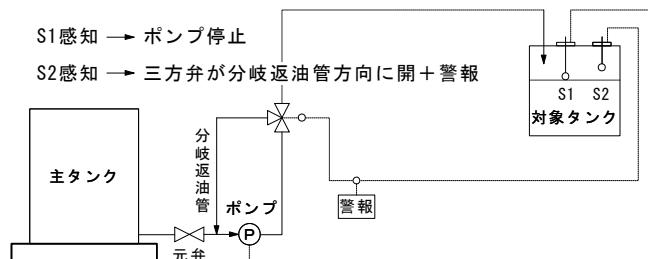 S1感知 → ポンプ停止
S2感知 → 三方弁が分岐返油管方向に開＋警報
S1
S2
対象タンク
主タンク
分岐返油管
ポンプ
P
元弁
警報